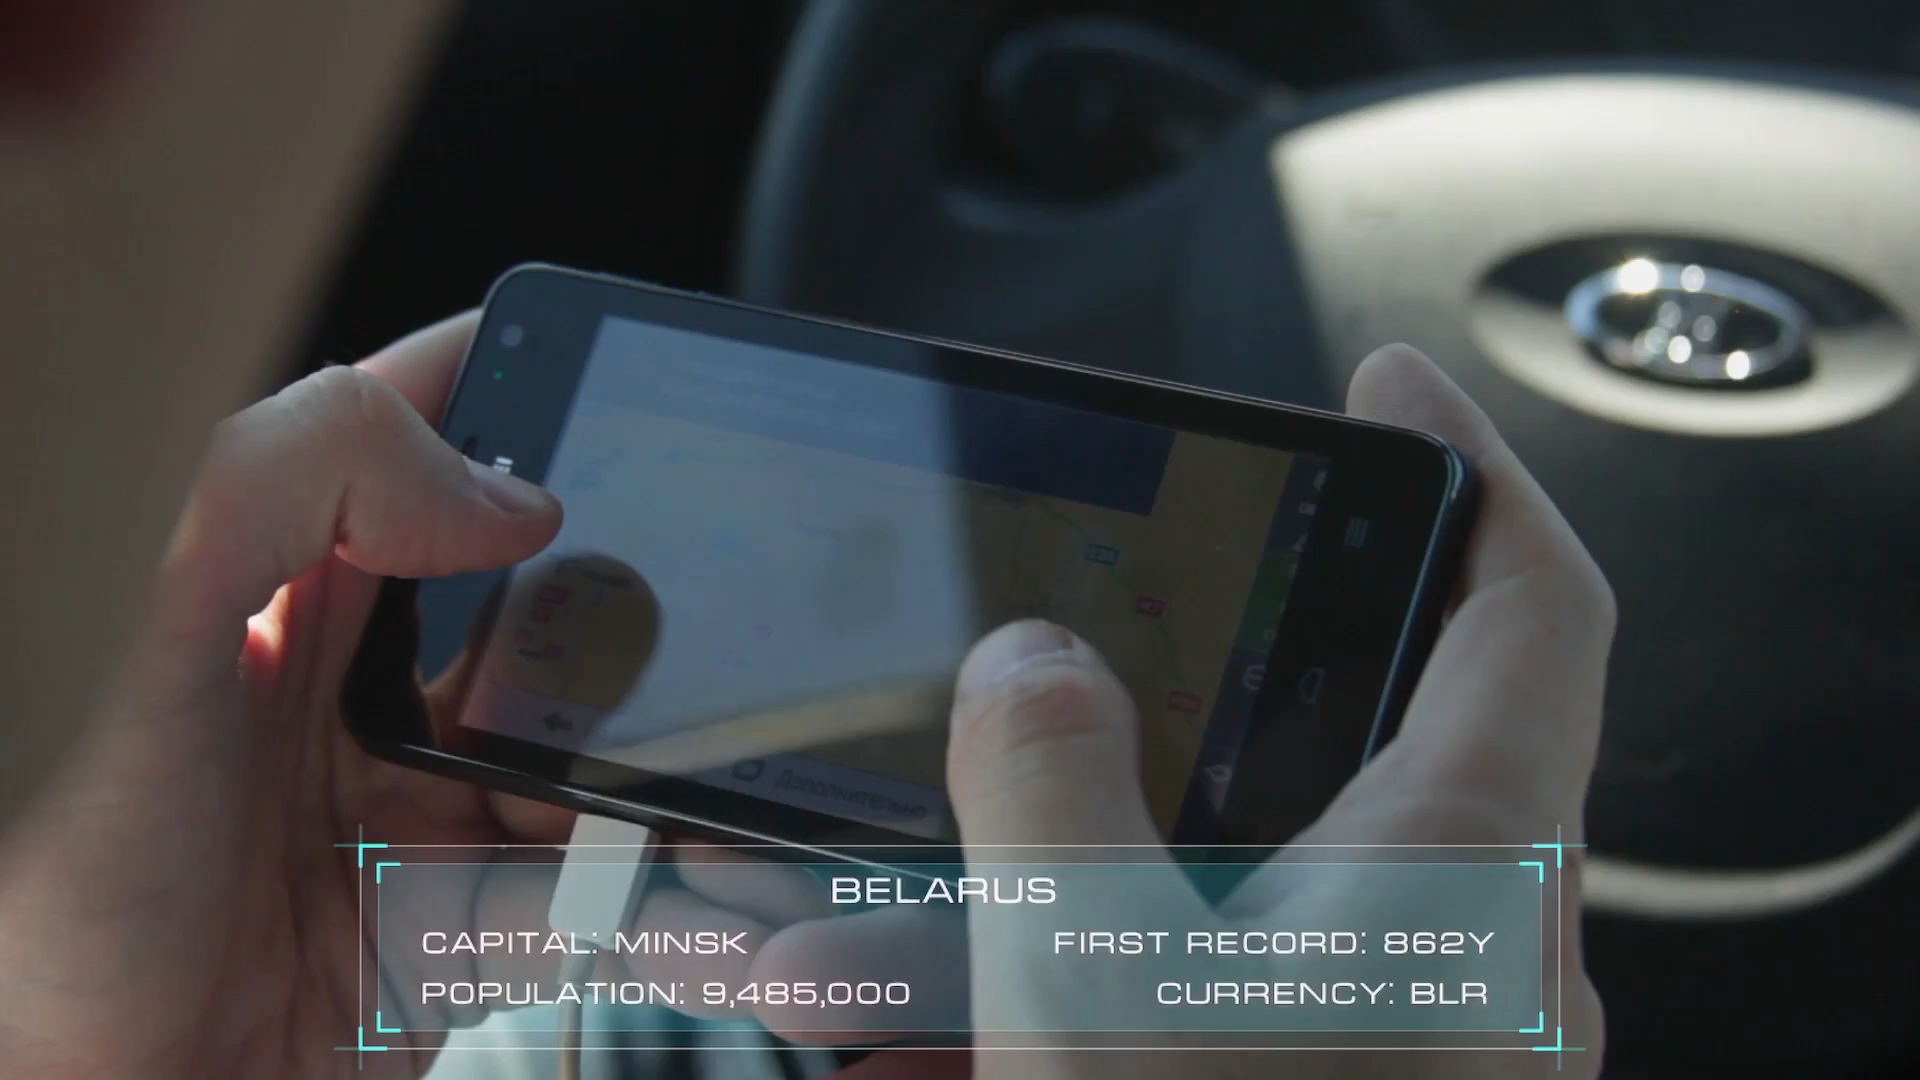 Дополнительно
BELARUS
CAPITAL: MINSK
FIRST RECORD: 862Y
POPULATION: 9,485,000
CURRENCY: BLR